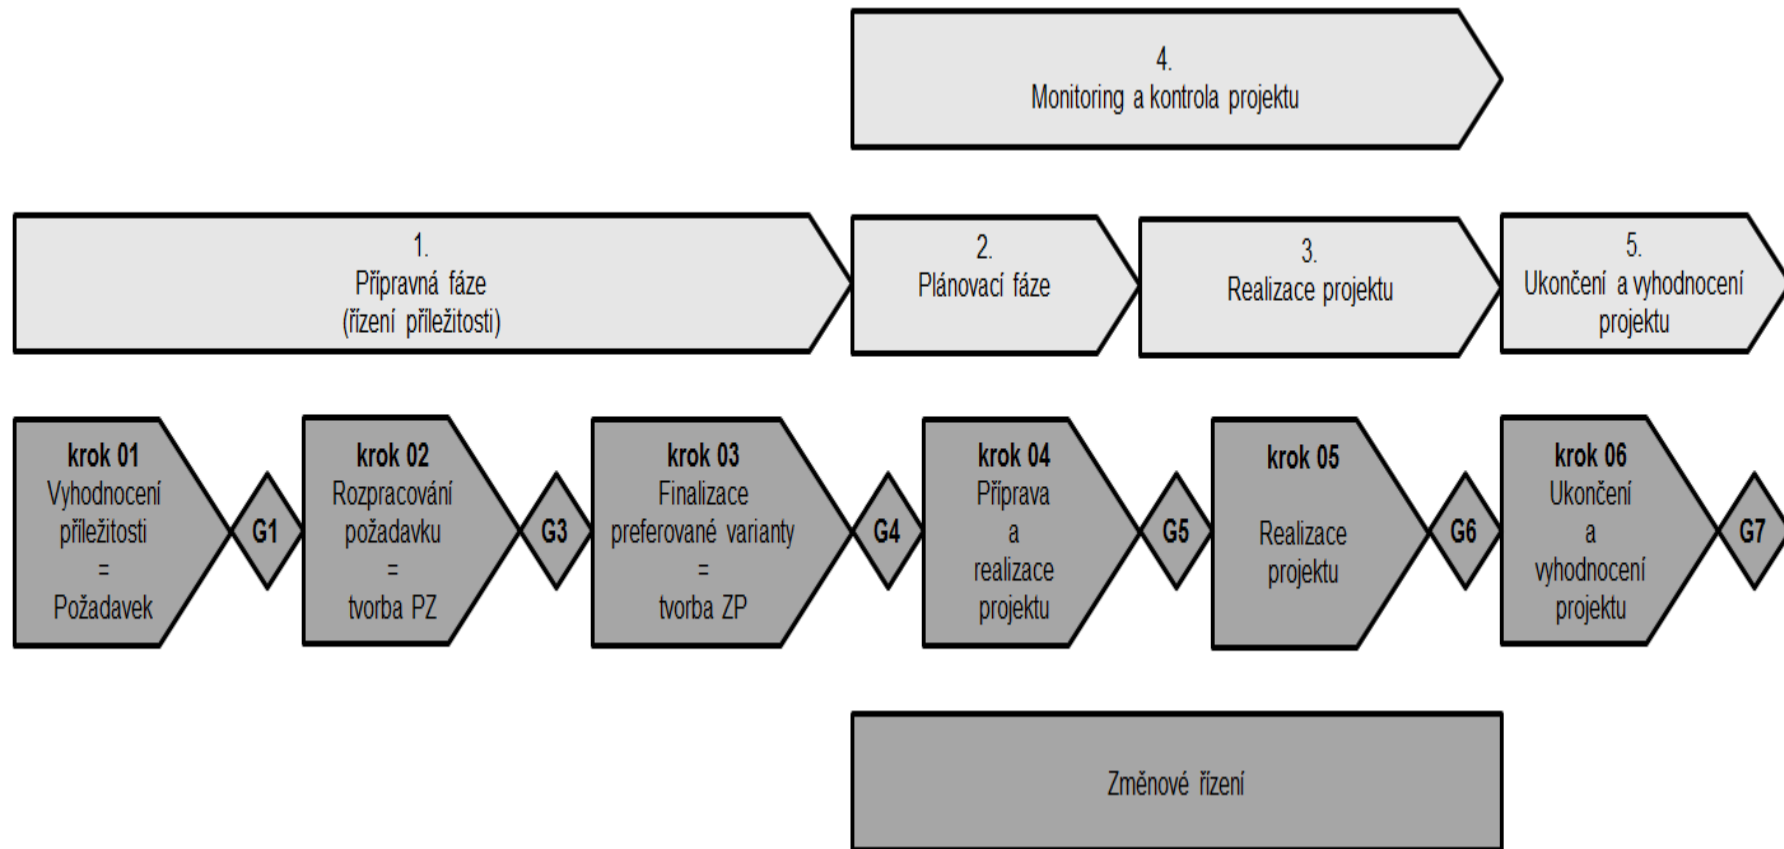 4.
Monitoring a kontrola projektu
1.
Přípravná fáze
(řízení příležitosti)
2.
Plánovací fáze
3.
Realizace projektu
5.
Ukončení a vyhodnocení
projektu
krok 01
Vyhodnocení
příležitosti
=
Požadavek
G1
krok 02
Rozpracování
požadavku
=
tvorba PZ
G3
krok 03
Finalizace
preferované varianty
=
tvorba ZP
G4
krok 04
Příprava
a
realizace
projektu
G5
krok 05
Realizace
projektu
G6
krok 06
Ukončení
a
vyhodnocení
projektu
G7
Změnové řízení